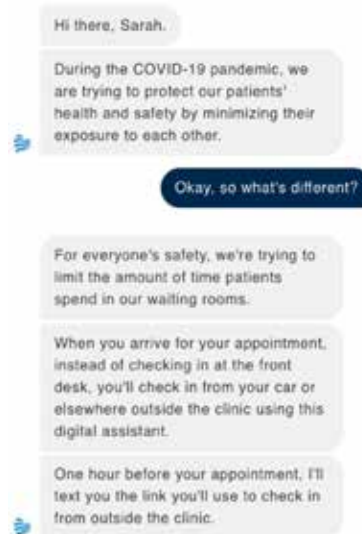 Hi there, Sarah.
During the COVID-19 pandemic, we
are trying to protect our patients'
health and safety by minimizing their
exposure to each other.
Okay, so what's different?
For everyone's safety, we're trying to
limit the amount of time patients
spend in our waiting rooms.
When you arrive for your appointment,
instead of checking in at the front
desk, you'll check in from your car or
elsewhere outside the clinic using this
digital assistant.
One hour before your appointment, I'll
text you the link you'll use to check in
from outside the clinic.